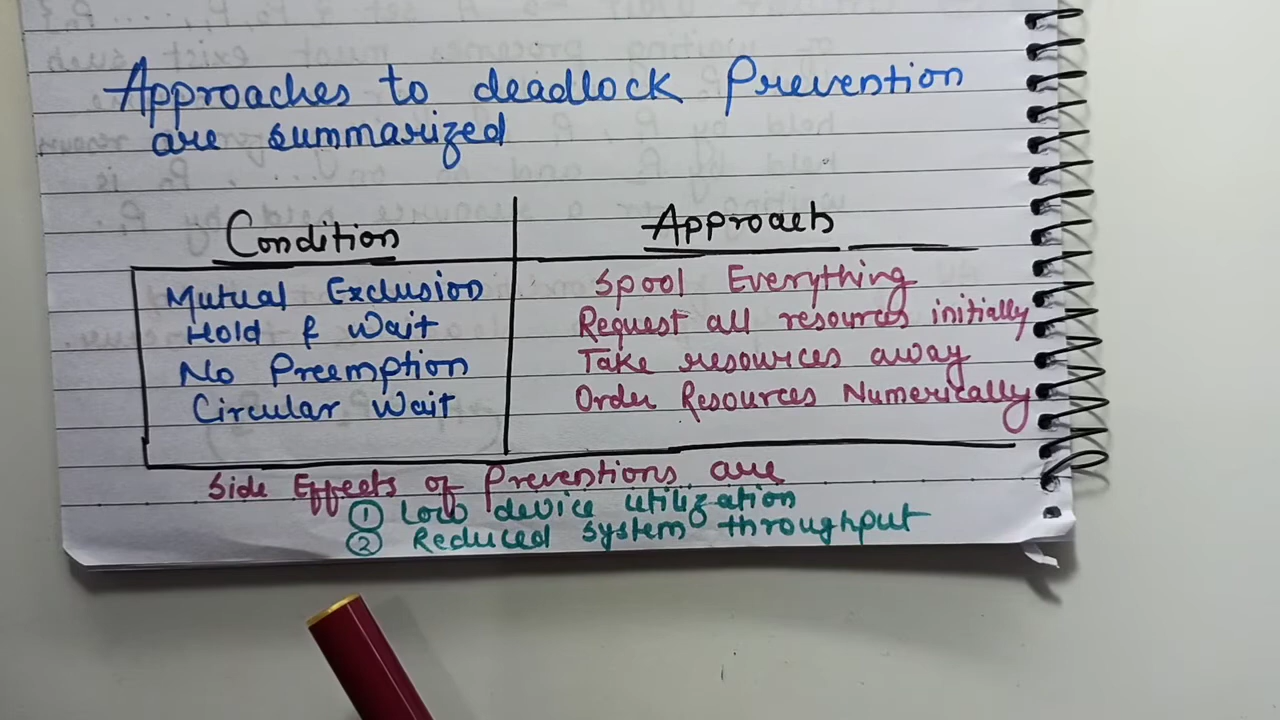 Approaches to deadlock Prevention
are summarized
Condition Approach
Mutual Exclusion Spool Everything
Hold & Wait Request all resources initially
No Preemption Take resources away
Circular Wait Order Resources Numerically
Side Effects of Preventions are
① Low device utilization
② Reduced system throughput